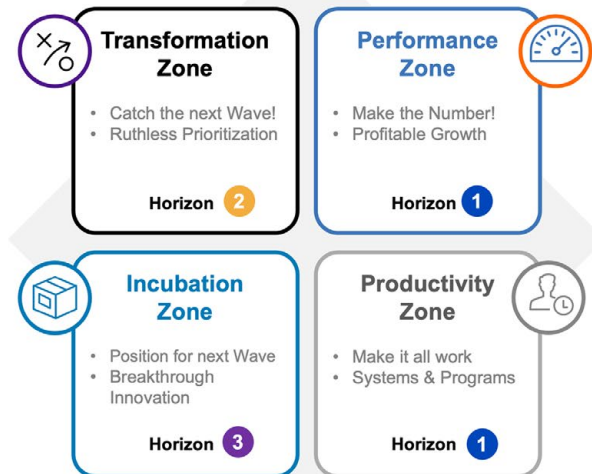 Transformation
Zone
• Catch the next Wave!
• Ruthless Prioritization
Horizon 2
Performance
Zone
• Make the Number!
• Profitable Growth
Horizon 1
Incubation
Zone
• Position for next Wave
• Breakthrough
Innovation
Horizon 3
Productivity
Zone
• Make it all work
• Systems & Programs
Horizon 1